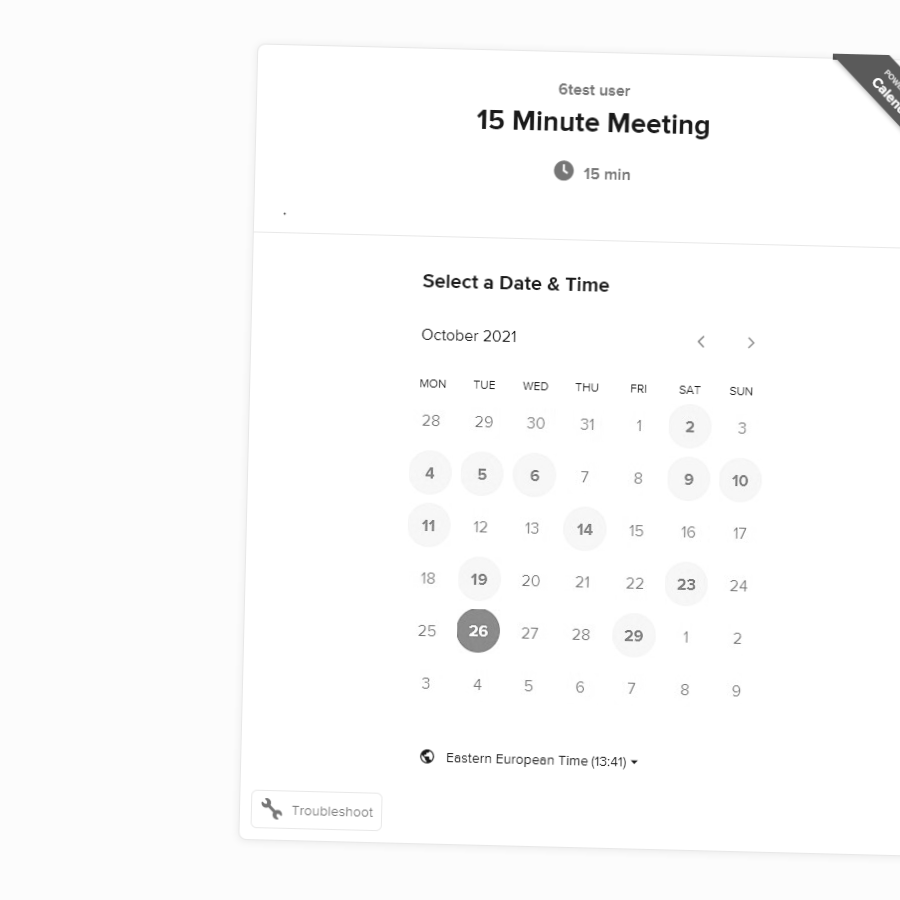 6test user
15 Minute Meeting
15 min
Select a Date & Time
October 2021
MON TUE WED THU FRI SAT SUN
28 29 30 31 1 2 3
4 5 6 7 8 9 10
11 12 13 14 15 16 17
18 19 20 21 22 23 24
25 26 27 28 29 1 2
3 4 5 6 7 8 9
Eastern European Time (13:41)
Troubleshoot